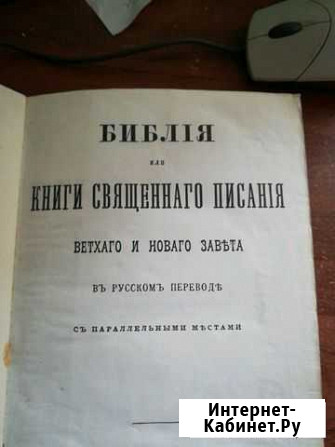 БИБЛІЯ
или
КНИГИ СВЯЩЕННАГО ПИСАНІЯ
ВЕТХАГО И НОВАГО ЗАВѢТА
ВЪ РУССКОМЪ ПЕРЕВОДѢ
СЪ ПАРАЛЛЕЛЬНЫМИ МѢСТАМИ
Интернет-
Кабинет.Ру